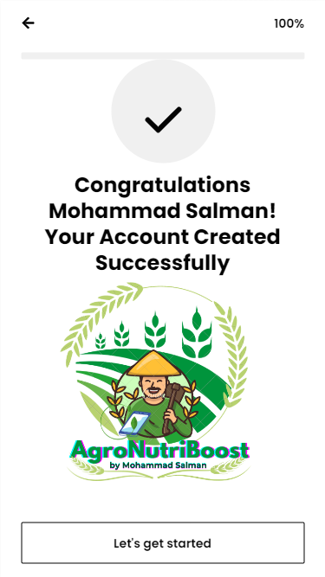 100%
Congratulations
Mohammad Salman!
Your Account Created
Successfully
AgroNutriBoost
by Mohammad Salman
Let's get started